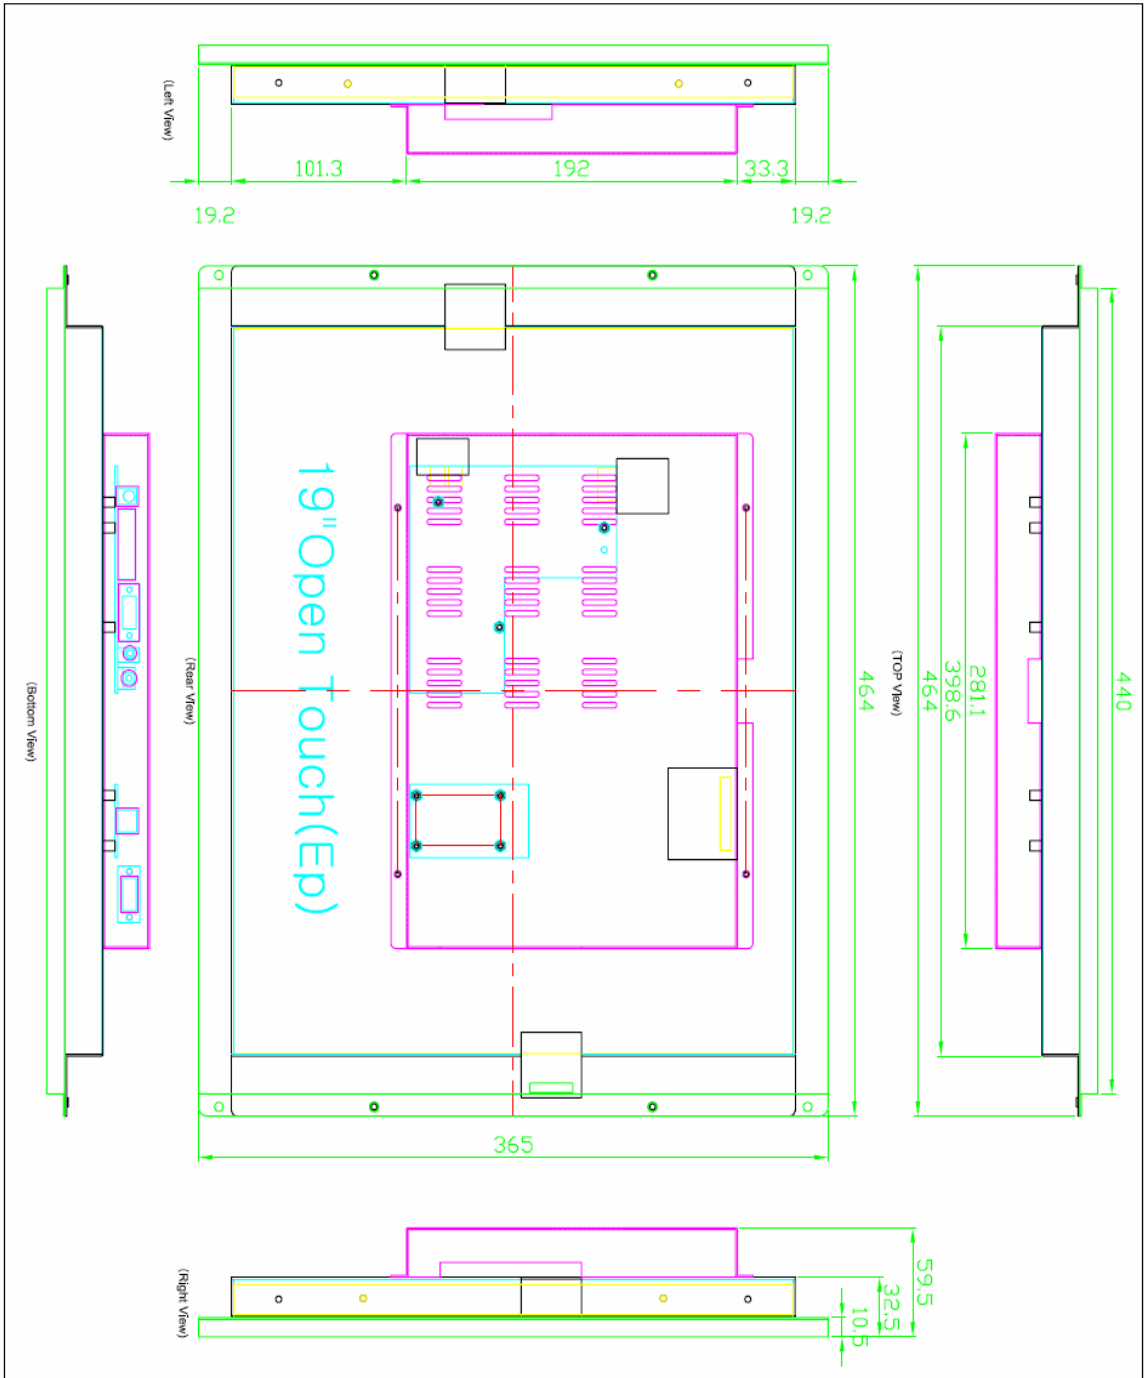 (Left View)
101.3
192
33.3
19.2
19.2
(Bottom View)
(Rear View)
19"Open Touch(Ep)
464
(TOP View)
464
398.6
281.1
440
365
(Right View)
59.5
32.5
10.5